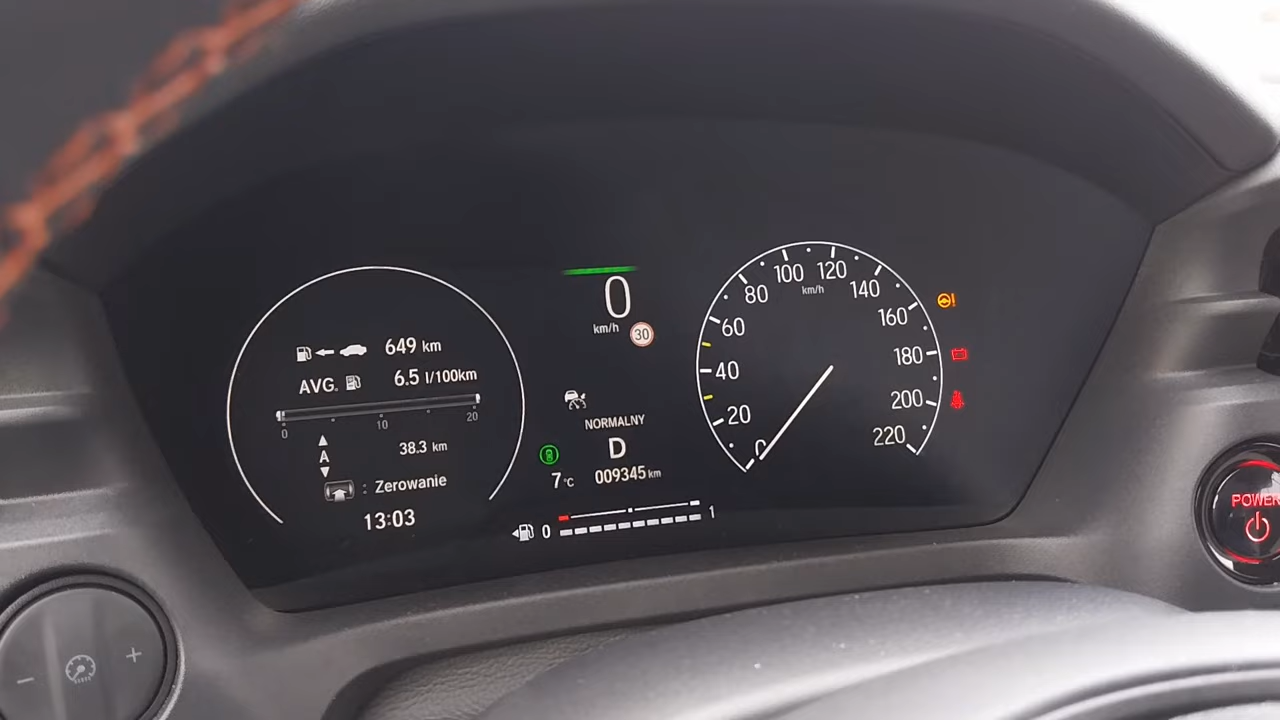 649 km
AVG. 6.5 l/100km
0 10 20
A 38.3 km
: Zerowanie
13:03
0
km/h
30
NORMALNY
D
7°C 009345 km
0 1
0
20
40
60
80
100
120
140
160
180
200
220
km/h
POWER
− +